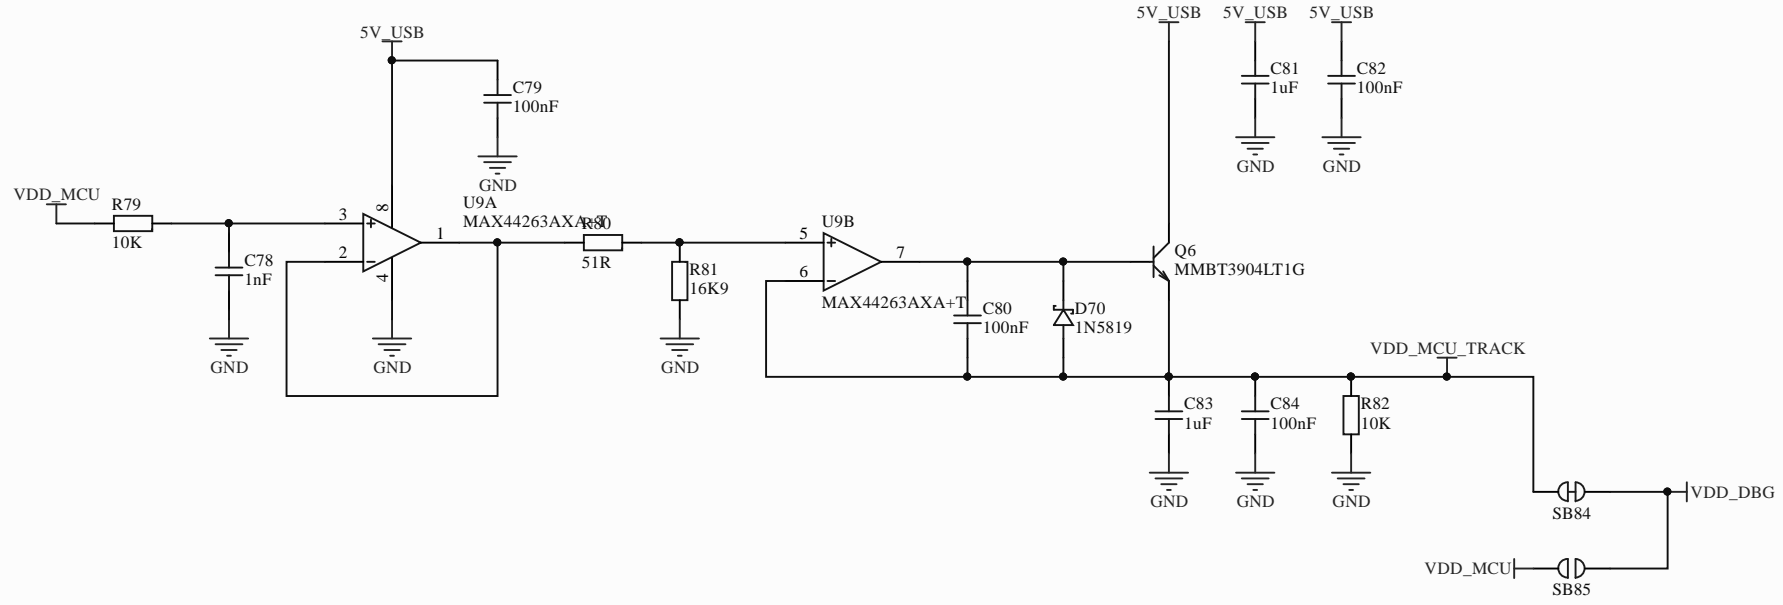 5V_USB
5V_USB
5V_USB
5V_USB
C79
100nF
GND
C81
1uF
GND
C82
100nF
GND
VDD_MCU
R79
10K
C78
1nF
GND
3
2
8
4
1
GND
U9A
MAX44263AXA+T
R80
51R
R81
16K9
GND
U9B
5
6
7
MAX44263AXA+T
C80
100nF
D70
1N5819
Q6
MMBT3904LT1G
VDD_MCU_TRACK
C83
1uF
GND
C84
100nF
GND
R82
10K
GND
SB84
VDD_DBG
VDD_MCU
SB85